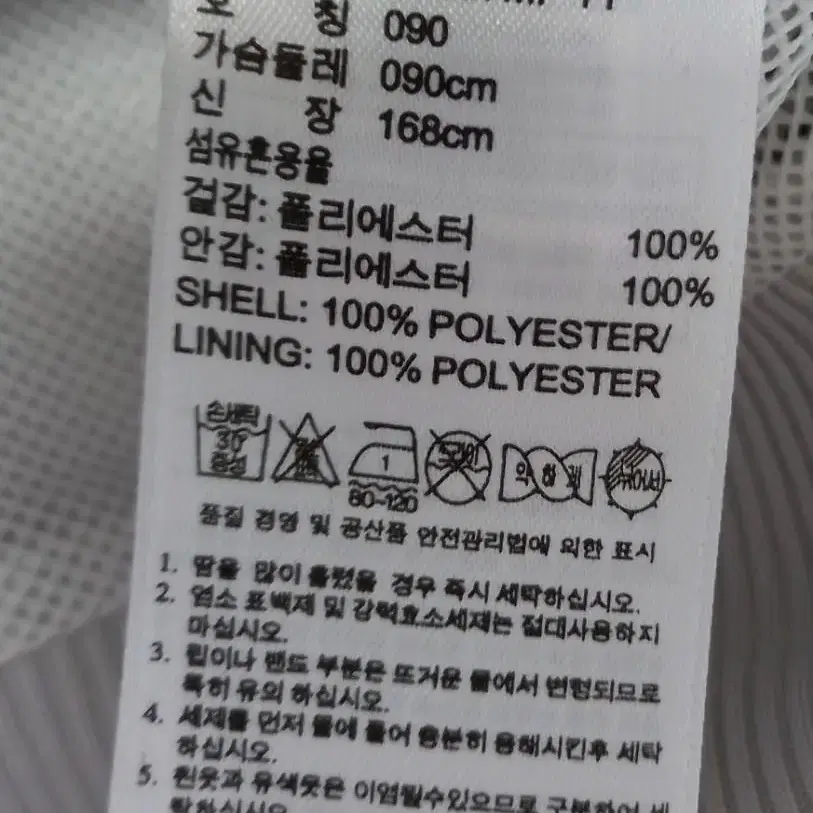 호 칭 090
가슴둘레 090cm
신 장 168cm
섬유혼용율
겉감: 폴리에스터 100%
안감: 폴리에스터 100%
SHELL: 100% POLYESTER/
LINING: 100% POLYESTER
손세탁 30° 중성 1 80-120 드라이 약하게
품질 경영 및 공산품 안전관리법에 의한 표시
1. 땀을 많이 흘렸을 경우 즉시 세탁하십시오.
2. 염소 표백제 및 강력효소세제는 절대사용하지
마십시오.
3. 립이나 밴드 부분은 뜨거운 물에서 변형되므로
특히 유의 하십시오.
4. 세제를 먼저 물에 풀어 충분히 용해시킨후 세탁
하십시오.
5. 흰옷과 유색옷은 이염될수있으므로 구분하여 세
탁하십시오